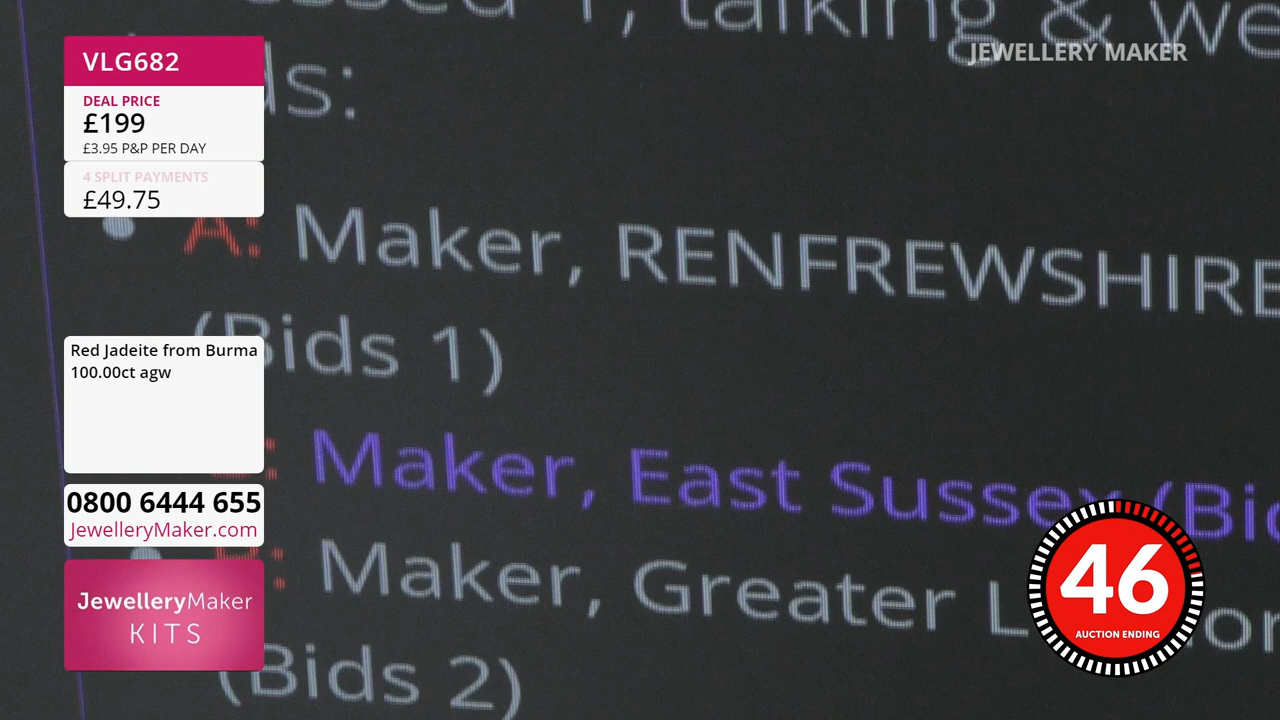 VLG682
DEAL PRICE
£199
£3.95 P&P PER DAY
4 SPLIT PAYMENTS
£49.75
talking &
JEWELLERY MAKER
A: Maker, RENFREWSHIRE
(Bids 1)
Red Jadeite from Burma
100.00ct agw
Maker, East Sussex
0800 6444 655
JewelleryMaker.com
Maker, Greater
(Bids 2)
JewelleryMaker
KITS
46
AUCTION ENDING